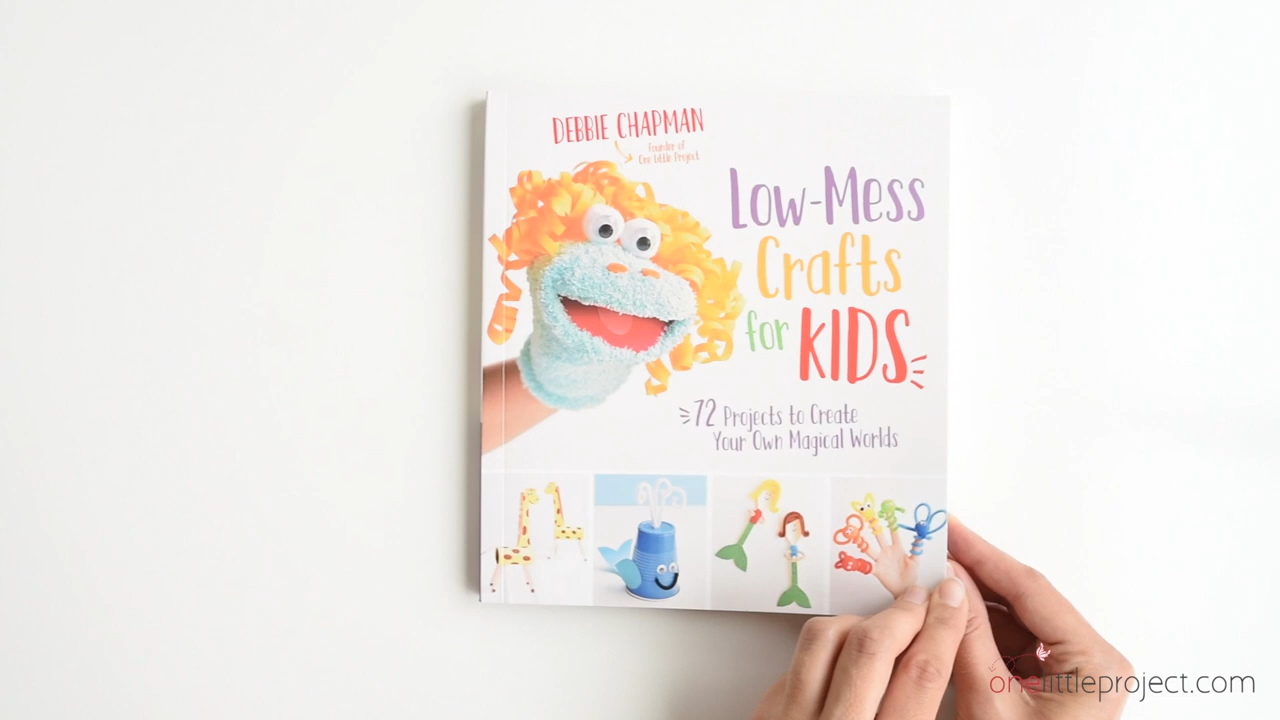 DEBBIE CHAPMAN
founder of
One Little Project
Low-Mess
Crafts
for KIDS
72 Projects to Create
Your Own Magical Worlds
onelittleproject.com